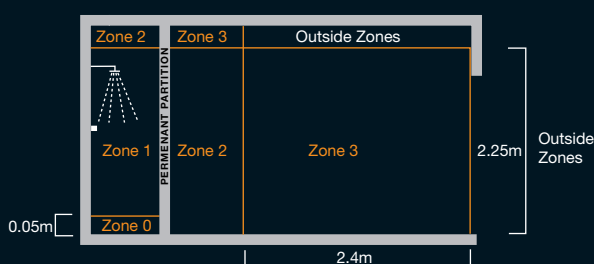 Zone 2
Zone 3
Outside Zones
PERMENANT PARTITION
Zone 1
Zone 2
Zone 3
2.25m
Outside
Zones
0.05m
Zone 0
2.4m